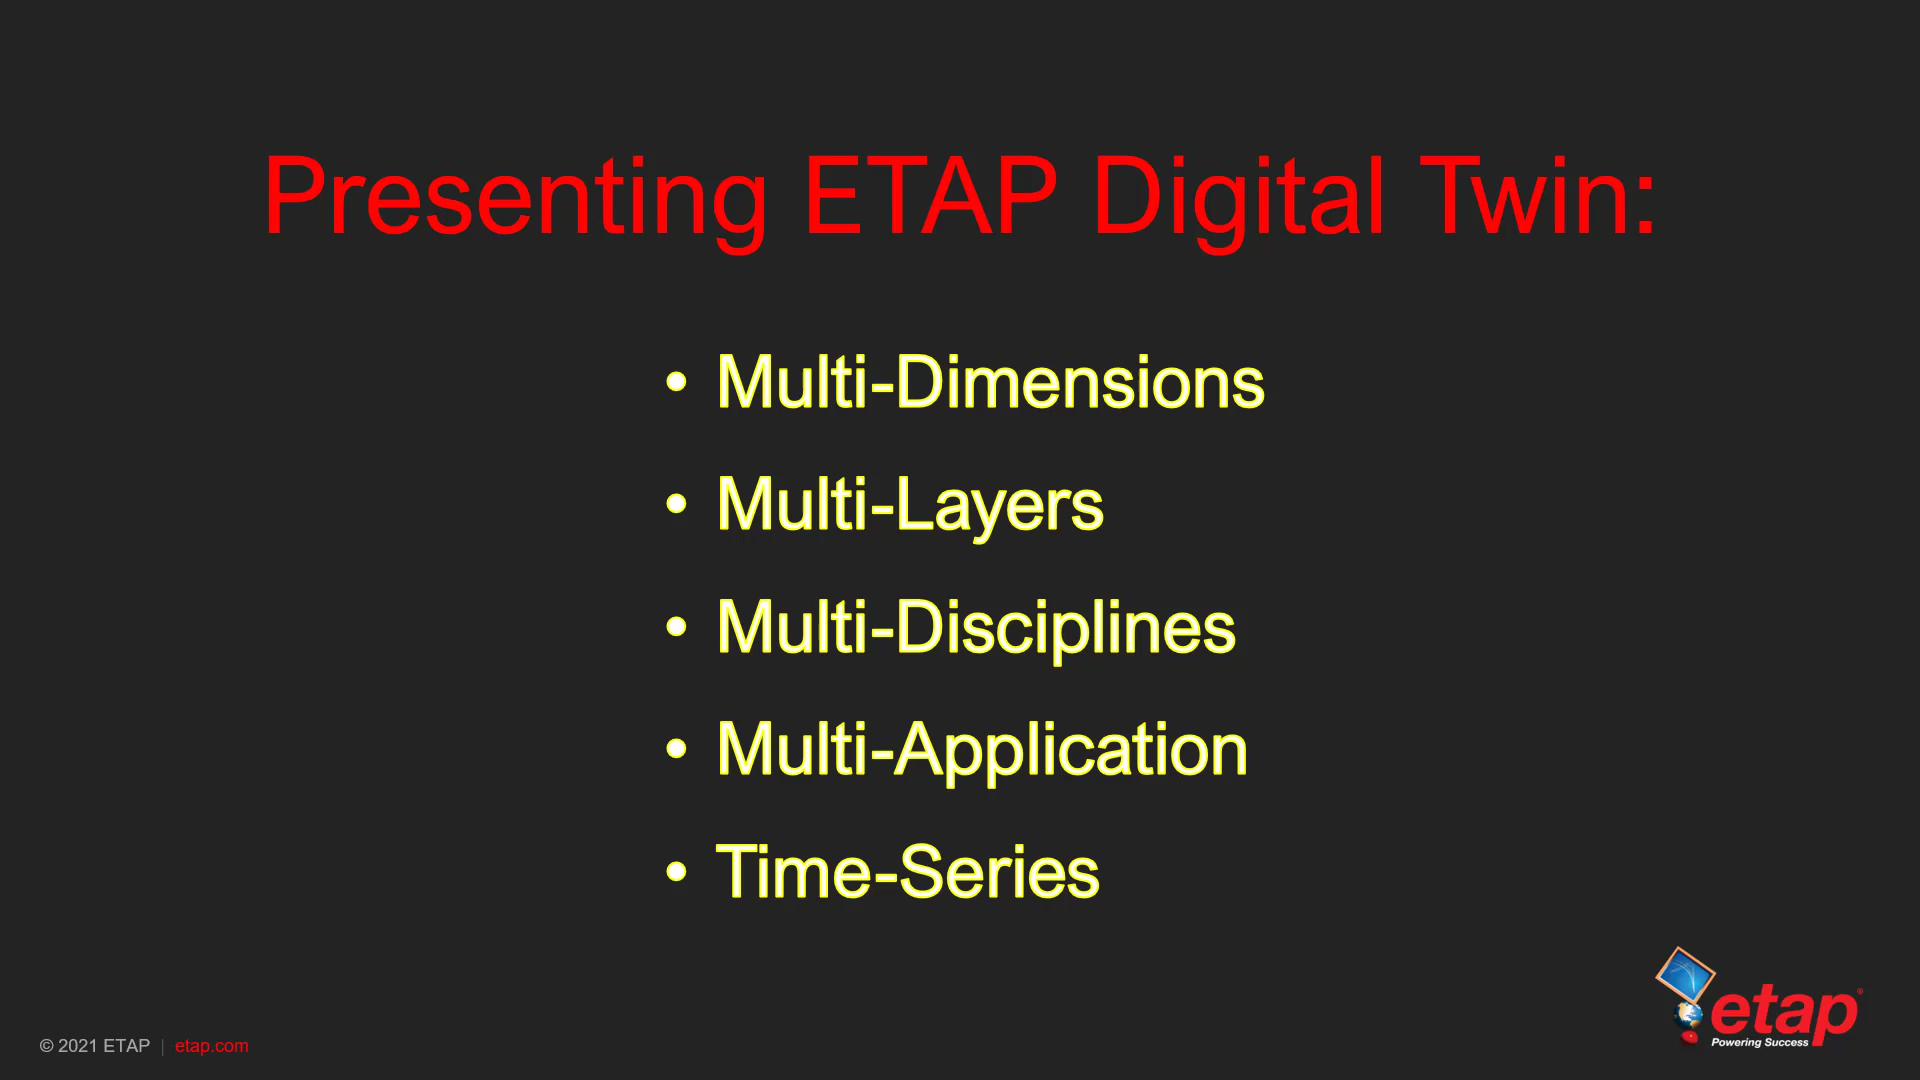 Presenting ETAP Digital Twin:
• Multi-Dimensions
• Multi-Layers
• Multi-Disciplines
• Multi-Application
• Time-Series
etap®
Powering Success
© 2021 ETAP | etap.com